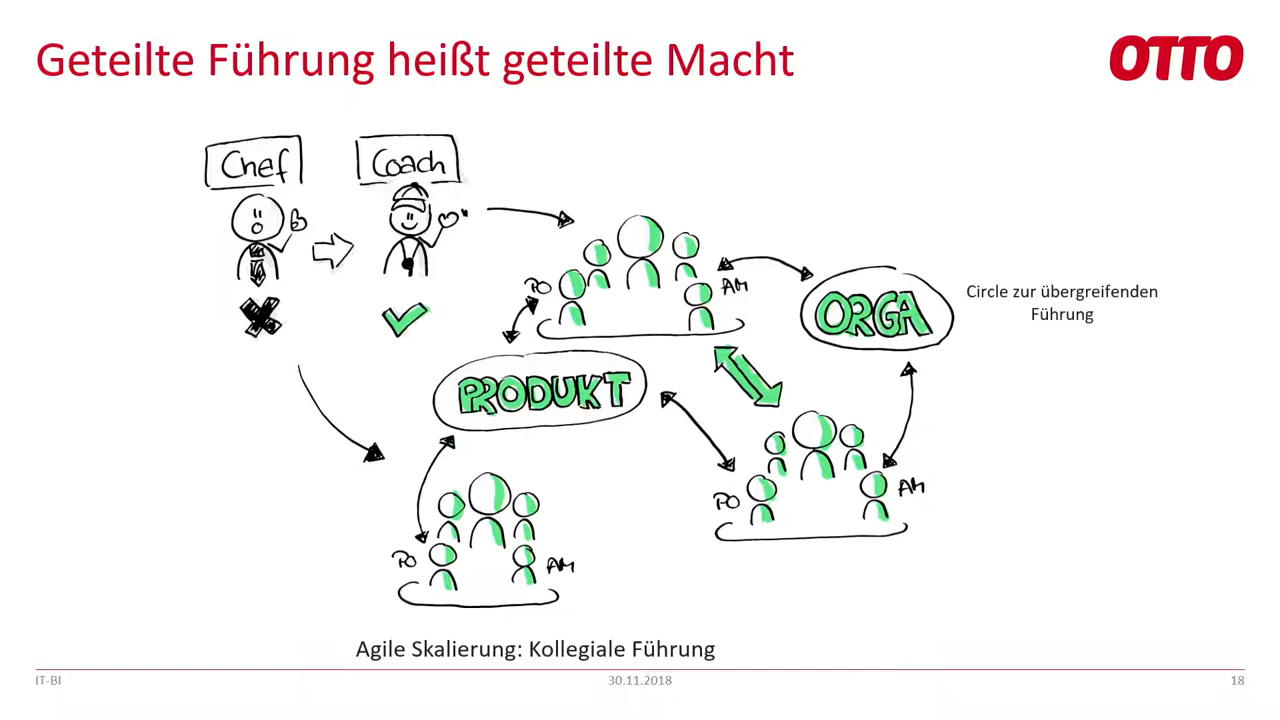 Geteilte Führung heißt geteilte Macht
OTTO
Chef
Coach
PO
AM
ORGA
Circle zur übergreifenden
Führung
PRODUKT
PO
AM
PO
AM
Agile Skalierung: Kollegiale Führung
IT-BI
30.11.2018
18